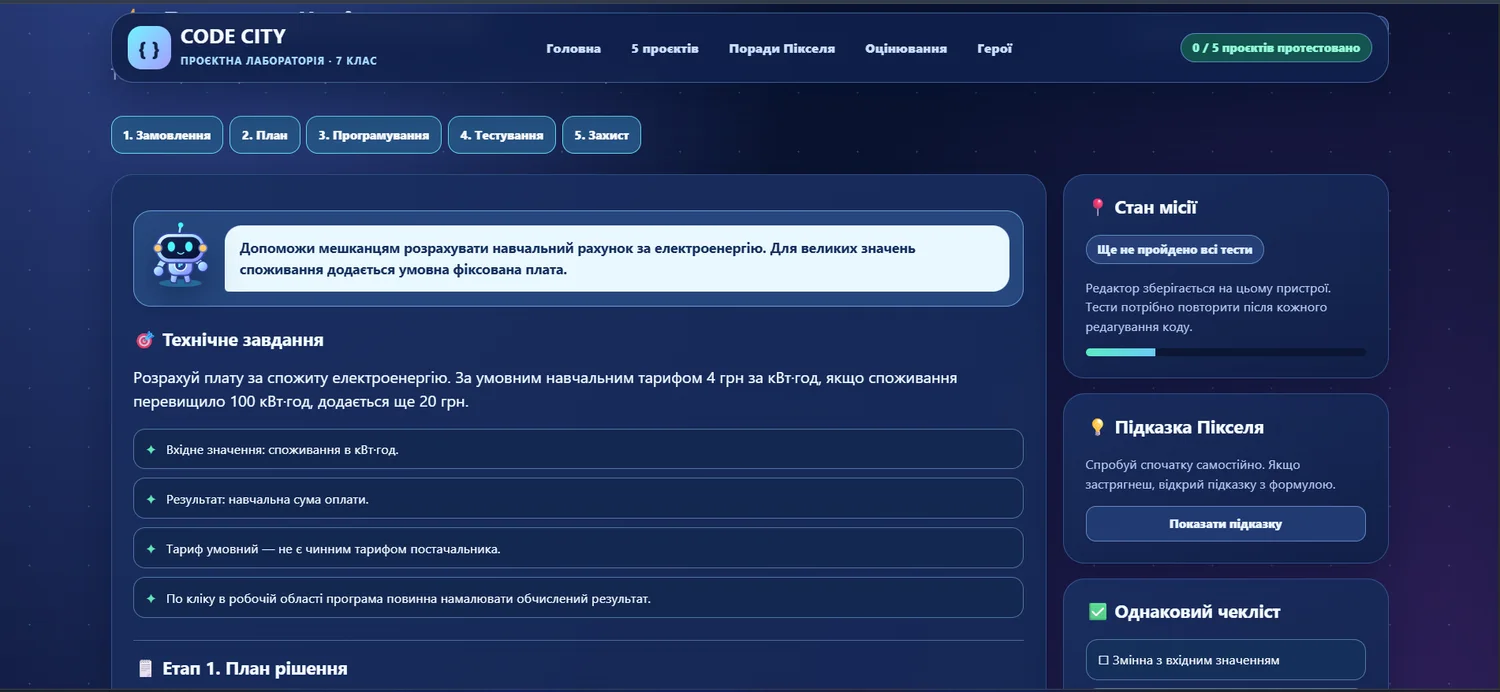 CODE CITY
ПРОЄКТНА ЛАБОРАТОРІЯ · 7 КЛАС
Головна
5 проєктів
Поради Пікселя
Оцінювання
Герої
0 / 5 проєктів протестовано
1. Замовлення
2. План
3. Програмування
4. Тестування
5. Захист
Допоможи мешканцям розрахувати навчальний рахунок за електроенергію. Для великих значень
споживання додається умовна фіксована плата.
Технічне завдання
Розрахуй плату за спожиту електроенергію. За умовним навчальним тарифом 4 грн за кВт·год, якщо споживання
перевищило 100 кВт·год, додається ще 20 грн.
Вхідне значення: споживання в кВт·год.
Результат: навчальна сума оплати.
Тариф умовний — не є чинним тарифом постачальника.
По кліку в робочій області програма повинна намалювати обчислений результат.
Етап 1. План рішення
Стан місії
Ще не пройдено всі тести
Редактор зберігається на цьому пристрої.
Тести потрібно повторити після кожного
редагування коду.
Підказка Пікселя
Спробуй спочатку самостійно. Якщо
застрягнеш, відкрий підказку з формулою.
Показати підказку
Однаковий чекліст
Змінна з вхідним значенням